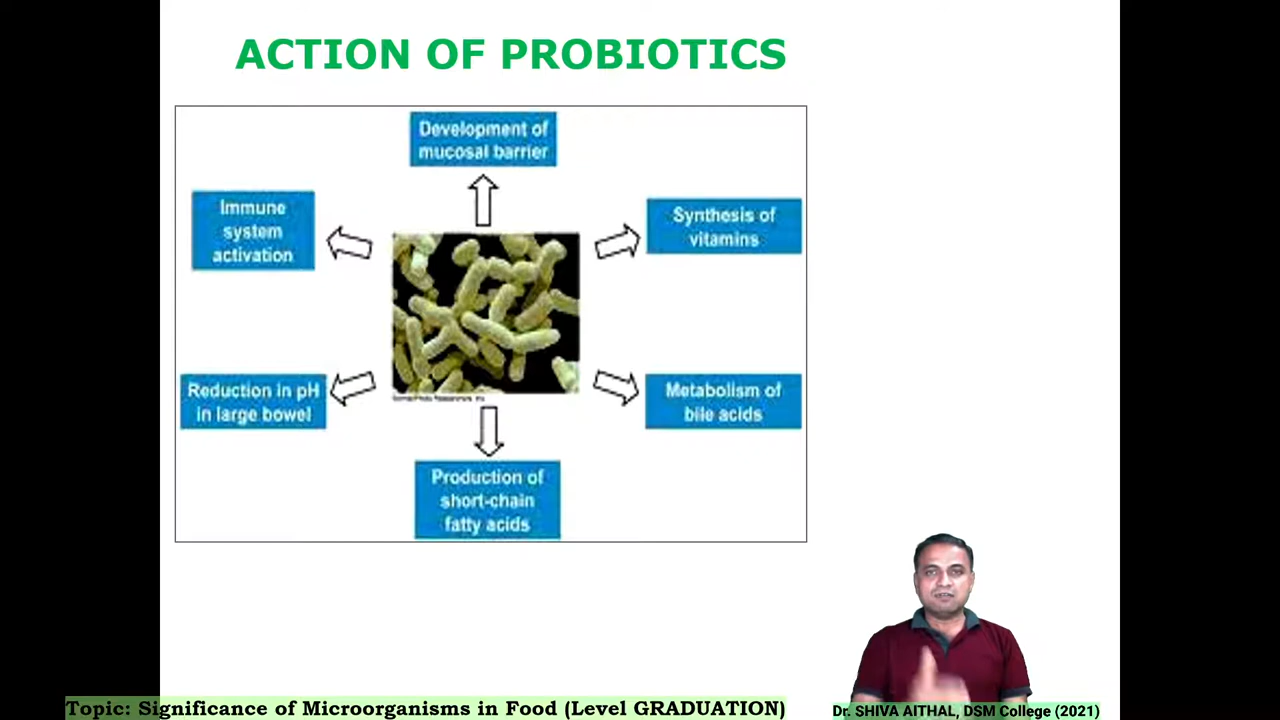 ACTION OF PROBIOTICS
Development of
mucosal barrier
Immune
system
activation
Synthesis of
vitamins
Reduction in pH
in large bowel
Metabolism of
bile acids
Production of
short-chain
fatty acids
Topic: Significance of Microorganisms in Food (Level GRADUATION)
Dr. SHIVA AITHAL, DSM College (2021)